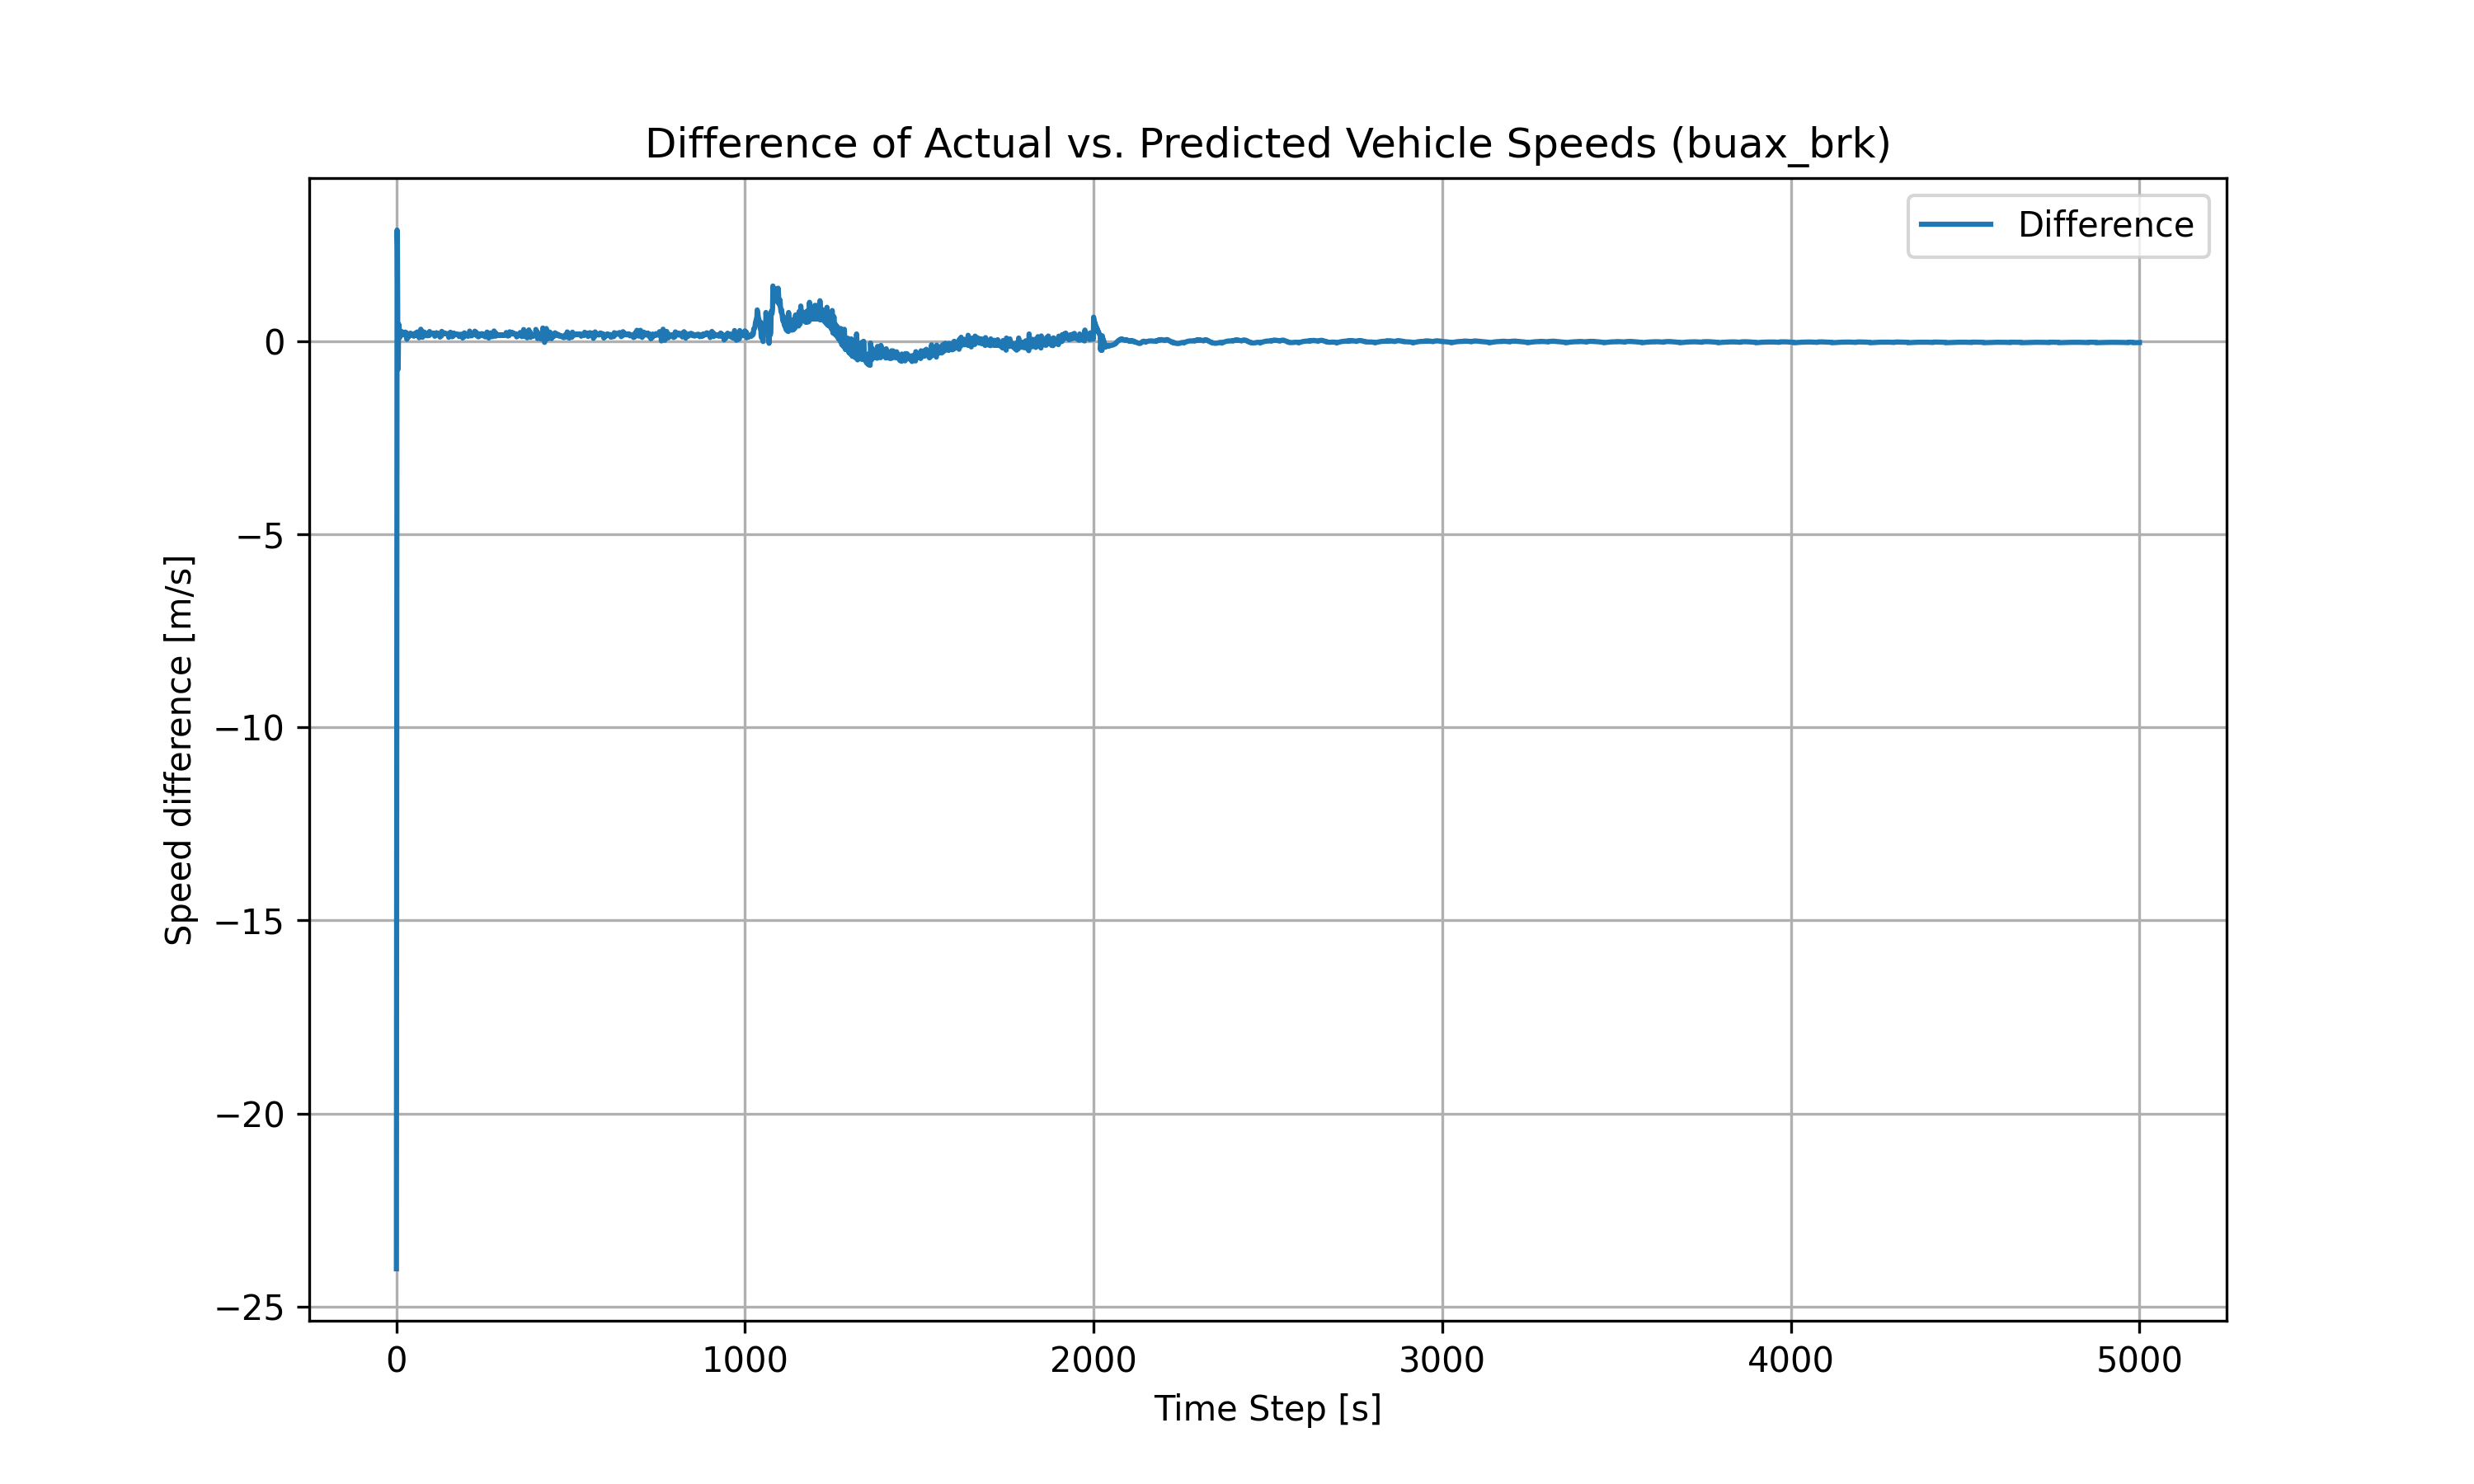 Difference of Actual vs. Predicted Vehicle Speeds (buax_brk)
Difference
Speed difference [m/s]
0
−5
−10
−15
−20
−25
0 1000 2000 3000 4000 5000
Time Step [s]